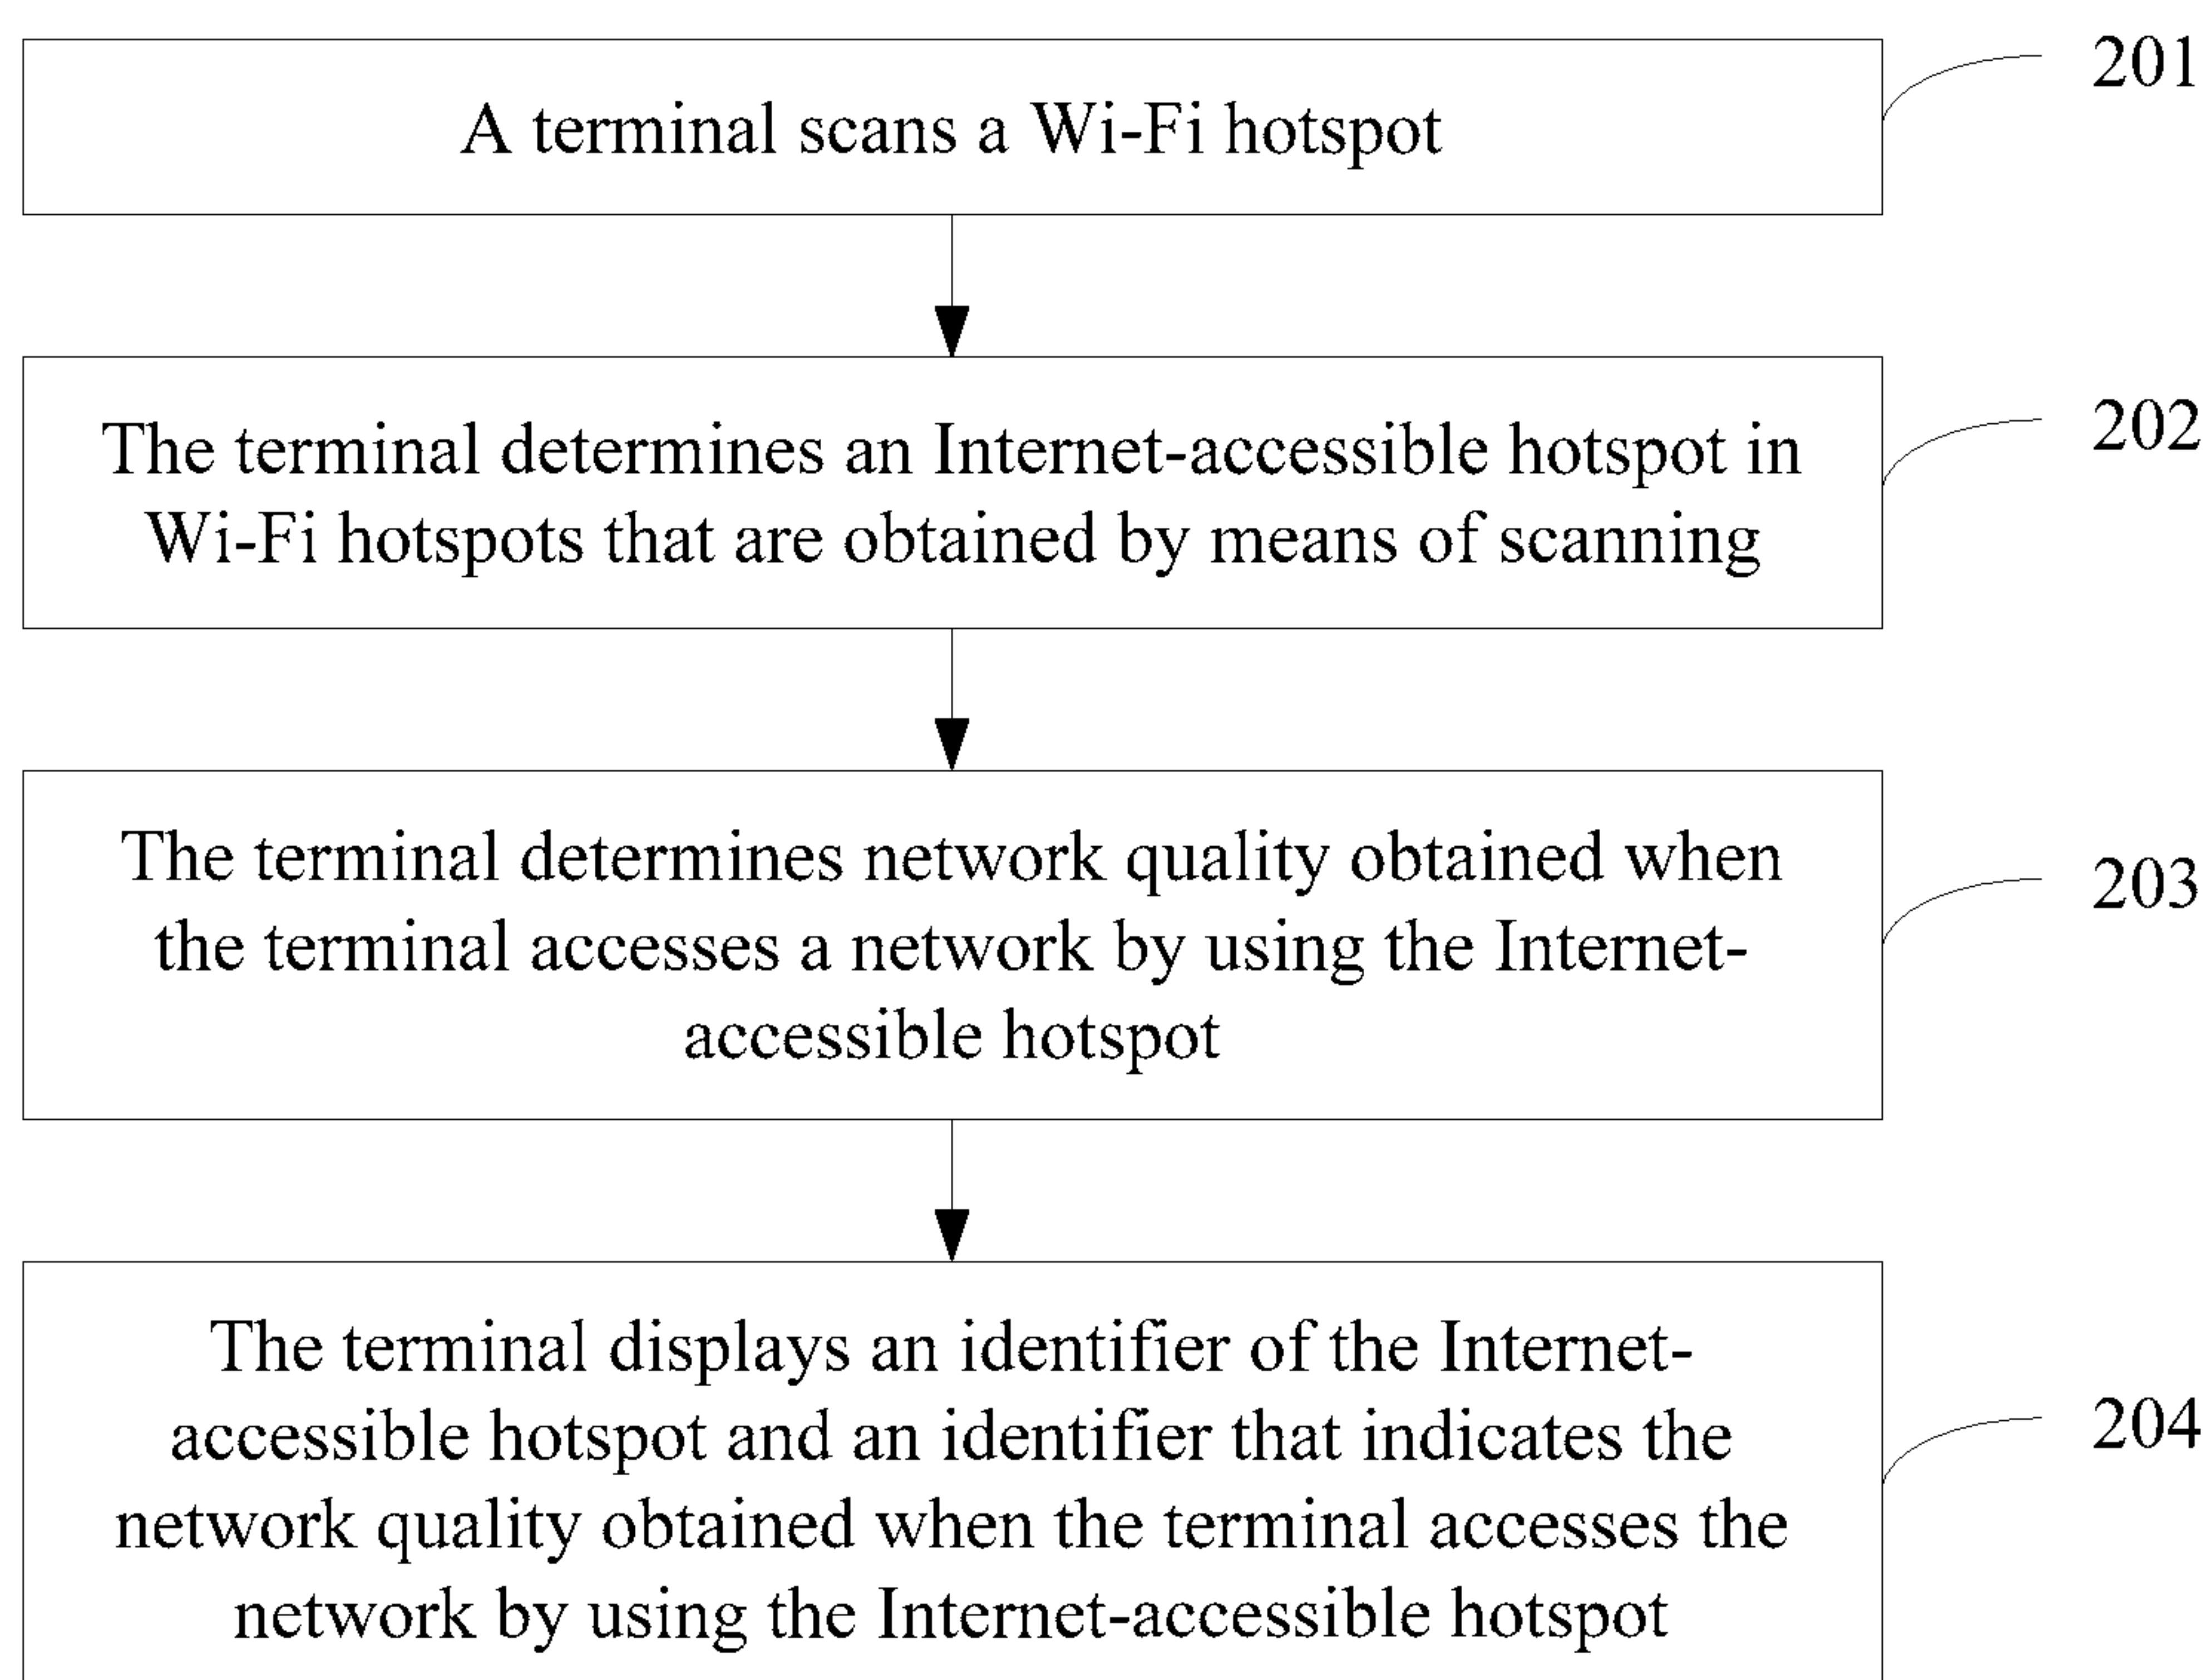 A terminal scans a Wi-Fi hotspot
201
The terminal determines an Internet-accessible hotspot in
Wi-Fi hotspots that are obtained by means of scanning
202
The terminal determines network quality obtained when
the terminal accesses a network by using the Internet-
accessible hotspot
203
The terminal displays an identifier of the Internet-
accessible hotspot and an identifier that indicates the
network quality obtained when the terminal accesses the
network by using the Internet-accessible hotspot
204